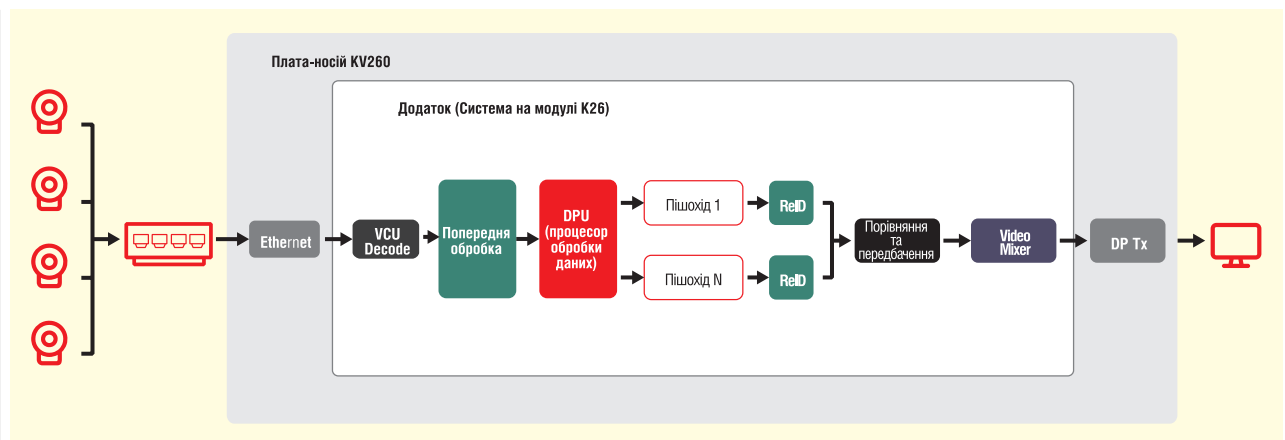 Плата-носій KV260
Додаток (Система на модулі K26)
Ethernet
VCU
Decode
Попередня
обробка
DPU
(процесор
обробки
даних)
Пішохід 1
ReID
Пішохід N
ReID
Порівняння
та
передбачення
Video
Mixer
DP Tx